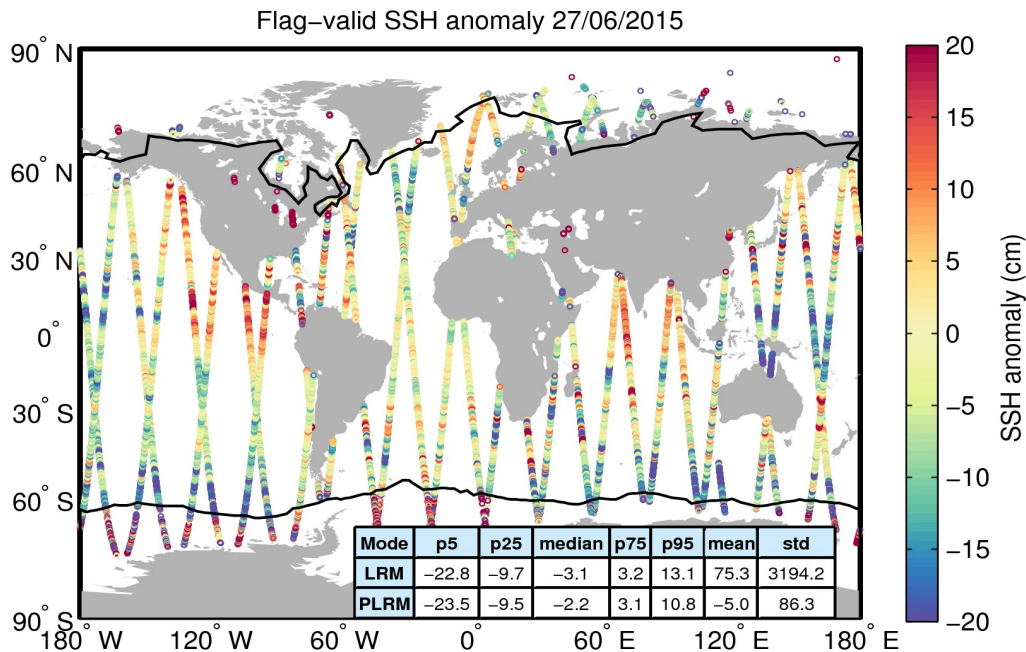 Flag−valid SSH anomaly 27/06/2015
90° N
60° N
30° N
0°
30° S
60° S
90° S
180° W
120° W
60° W
0°
60° E
120° E
180° E
Mode p5 p25 median p75 p95 mean std
LRM −22.8 −9.7 −3.1 3.2 13.1 75.3 3194.2
PLRM −23.5 −9.5 −2.2 3.1 10.8 −5.0 86.3
20
15
10
5
0
−5
−10
−15
−20
SSH anomaly (cm)